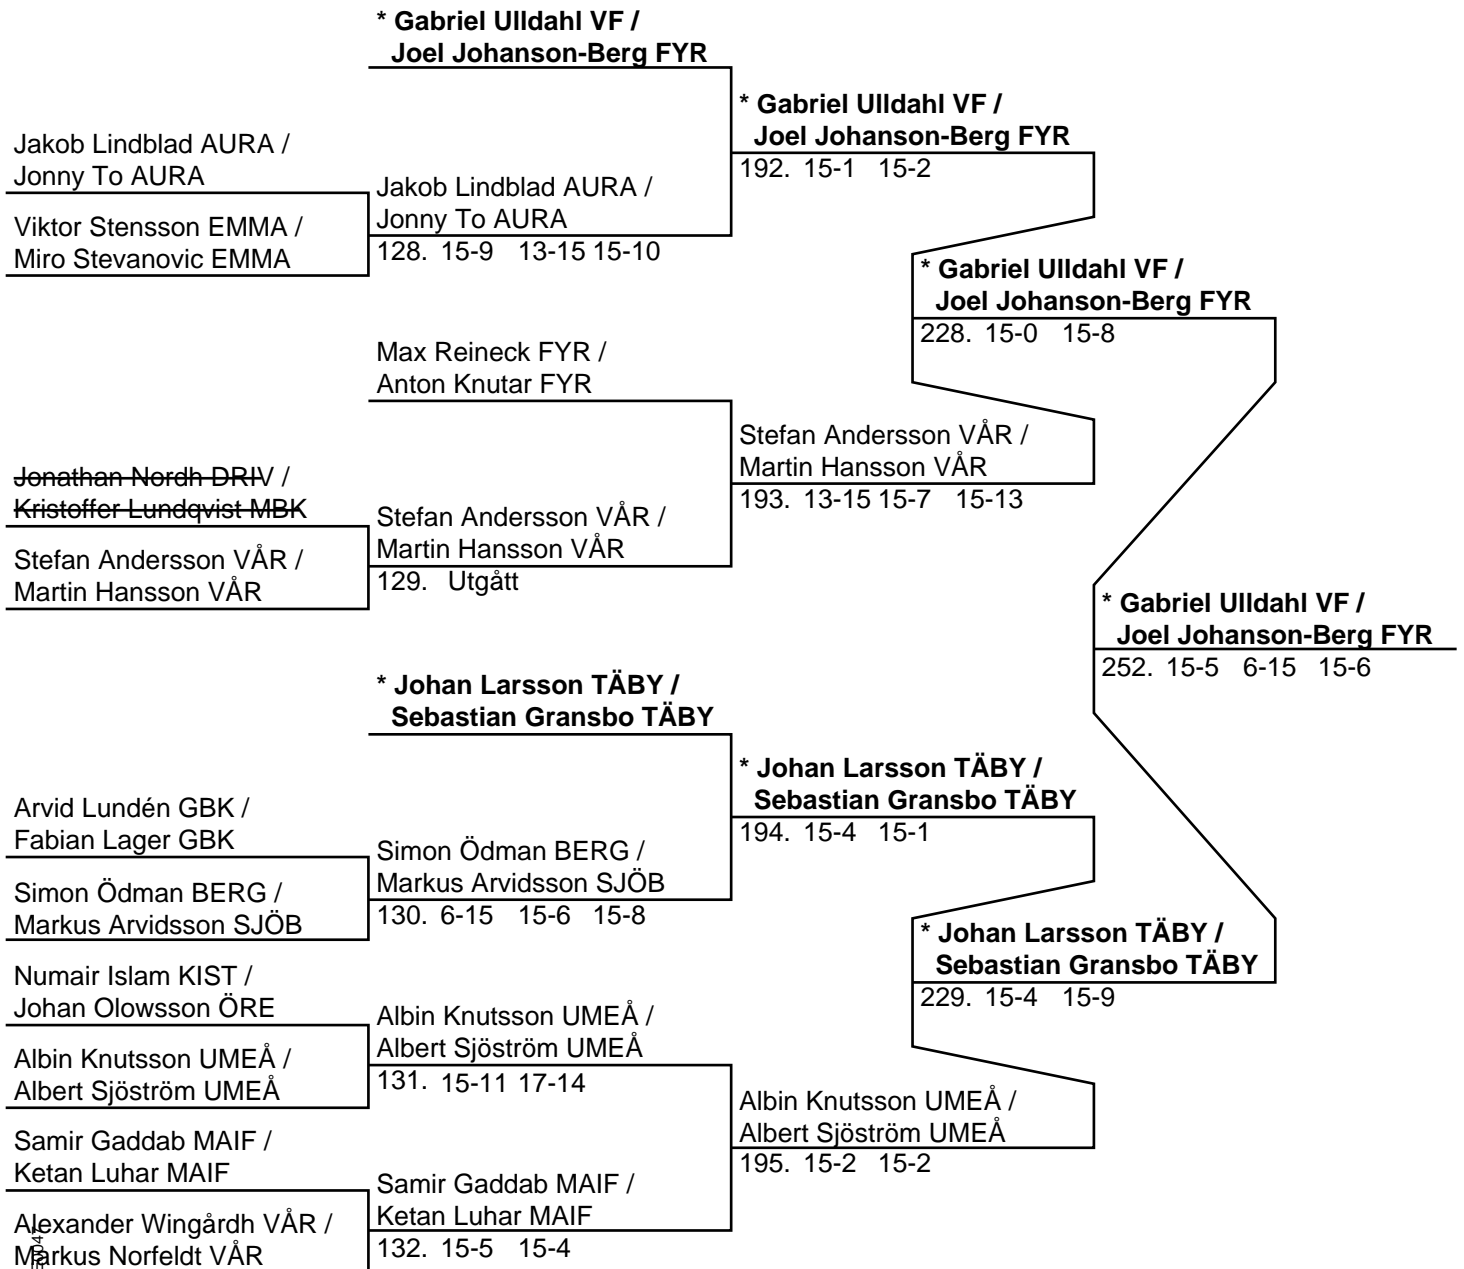 * Gabriel Ulldahl VF /
Joel Johanson-Berg FYR
* Gabriel Ulldahl VF /
Joel Johanson-Berg FYR
192. 15-1 15-2
Jakob Lindblad AURA /
Jonny To AURA
Jakob Lindblad AURA /
Jonny To AURA
128. 15-9 13-15 15-10
Viktor Stensson EMMA /
Miro Stevanovic EMMA
* Gabriel Ulldahl VF /
Joel Johanson-Berg FYR
228. 15-0 15-8
Max Reineck FYR /
Anton Knutar FYR
Stefan Andersson VÅR /
Martin Hansson VÅR
193. 13-15 15-7 15-13
Jonathan Nordh DRIV /
Kristoffer Lundqvist MBK
Stefan Andersson VÅR /
Martin Hansson VÅR
129. Utgått
Stefan Andersson VÅR /
Martin Hansson VÅR
* Gabriel Ulldahl VF /
Joel Johanson-Berg FYR
252. 15-5 6-15 15-6
* Johan Larsson TÄBY /
Sebastian Gransbo TÄBY
* Johan Larsson TÄBY /
Sebastian Gransbo TÄBY
194. 15-4 15-1
Arvid Lundén GBK /
Fabian Lager GBK
Simon Ödman BERG /
Markus Arvidsson SJÖB
130. 6-15 15-6 15-8
Simon Ödman BERG /
Markus Arvidsson SJÖB
* Johan Larsson TÄBY /
Sebastian Gransbo TÄBY
229. 15-4 15-9
Numair Islam KIST /
Johan Olowsson ÖRE
Albin Knutsson UMEÅ /
Albert Sjöström UMEÅ
131. 15-11 17-14
Albin Knutsson UMEÅ /
Albert Sjöström UMEÅ
Albin Knutsson UMEÅ /
Albert Sjöström UMEÅ
195. 15-2 15-2
Samir Gaddab MAIF /
Ketan Luhar MAIF
Samir Gaddab MAIF /
Ketan Luhar MAIF
132. 15-5 15-4
Alexander Wingårdh VÅR /
Markus Norfeldt VÅR